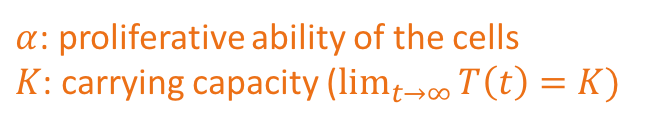 α: proliferative ability of the cells
K: carrying capacity (lim_{t→∞} T(t) = K)